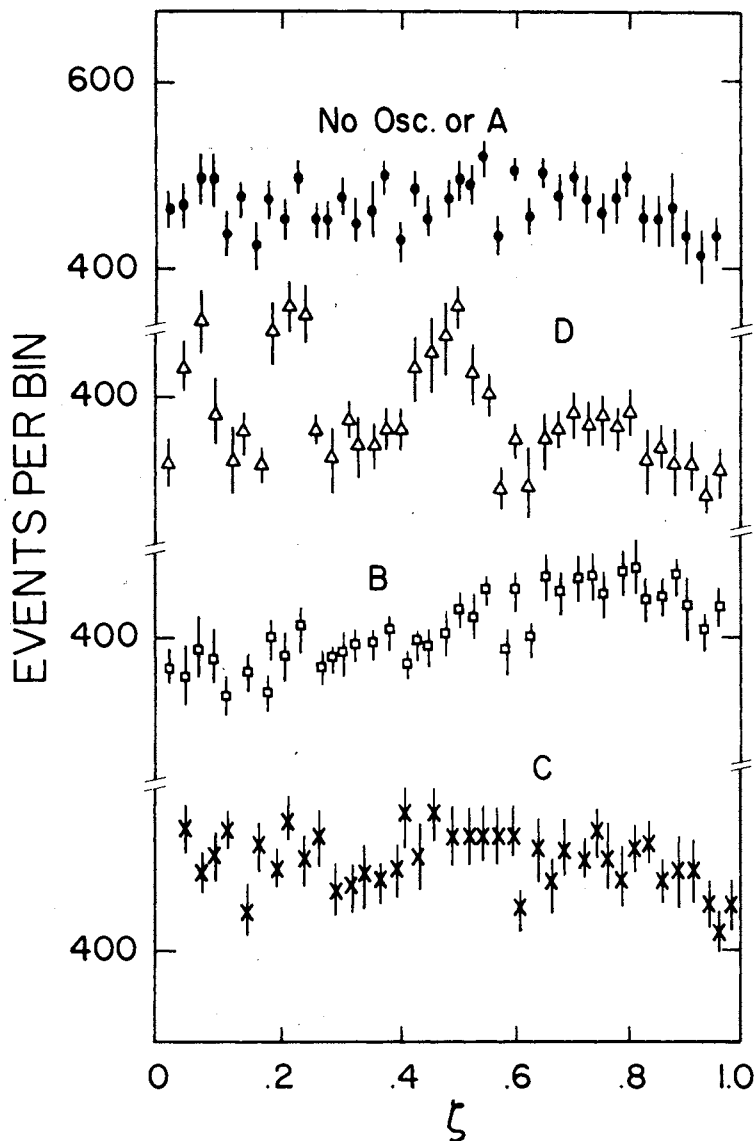 600
No Osc. or A
400
D
400
B
400
C
400
EVENTS PER BIN
0 .2 .4 .6 .8 1.0
ζ